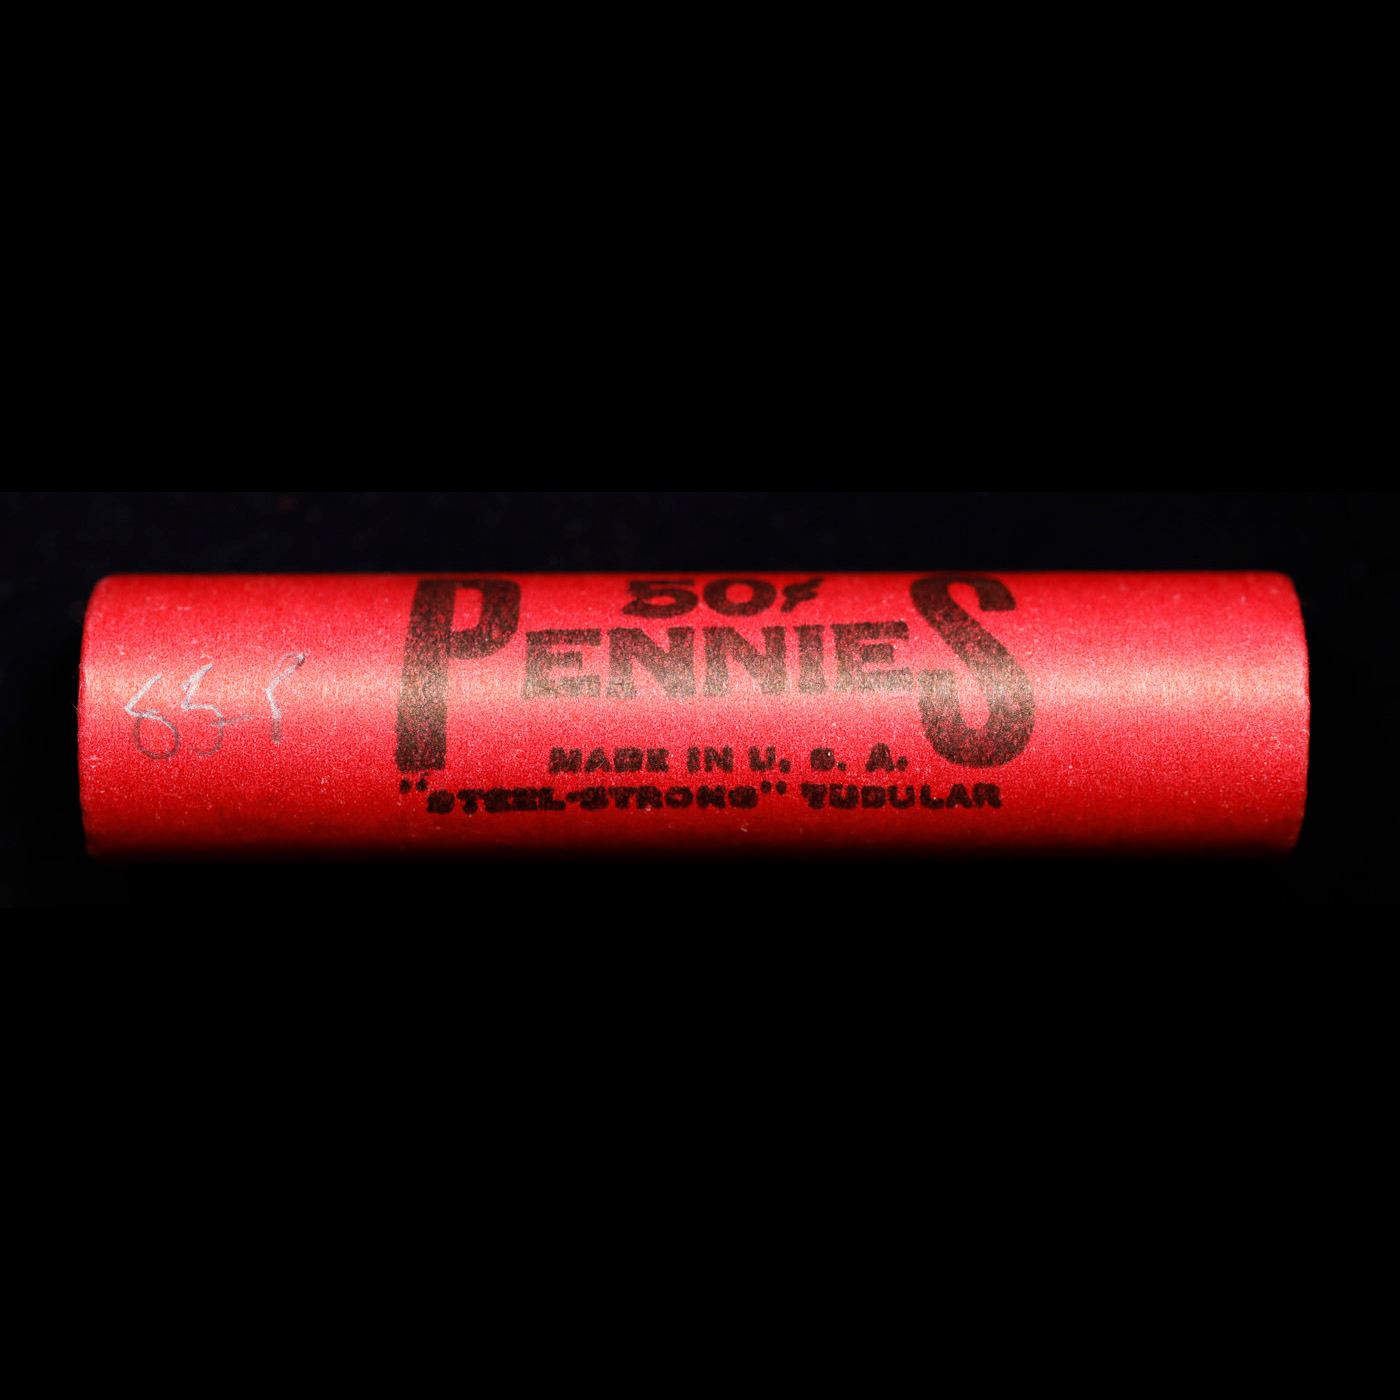 50¢
PENNIES
MADE IN U. S. A.
"STEEL-STRONG" TUBULAR